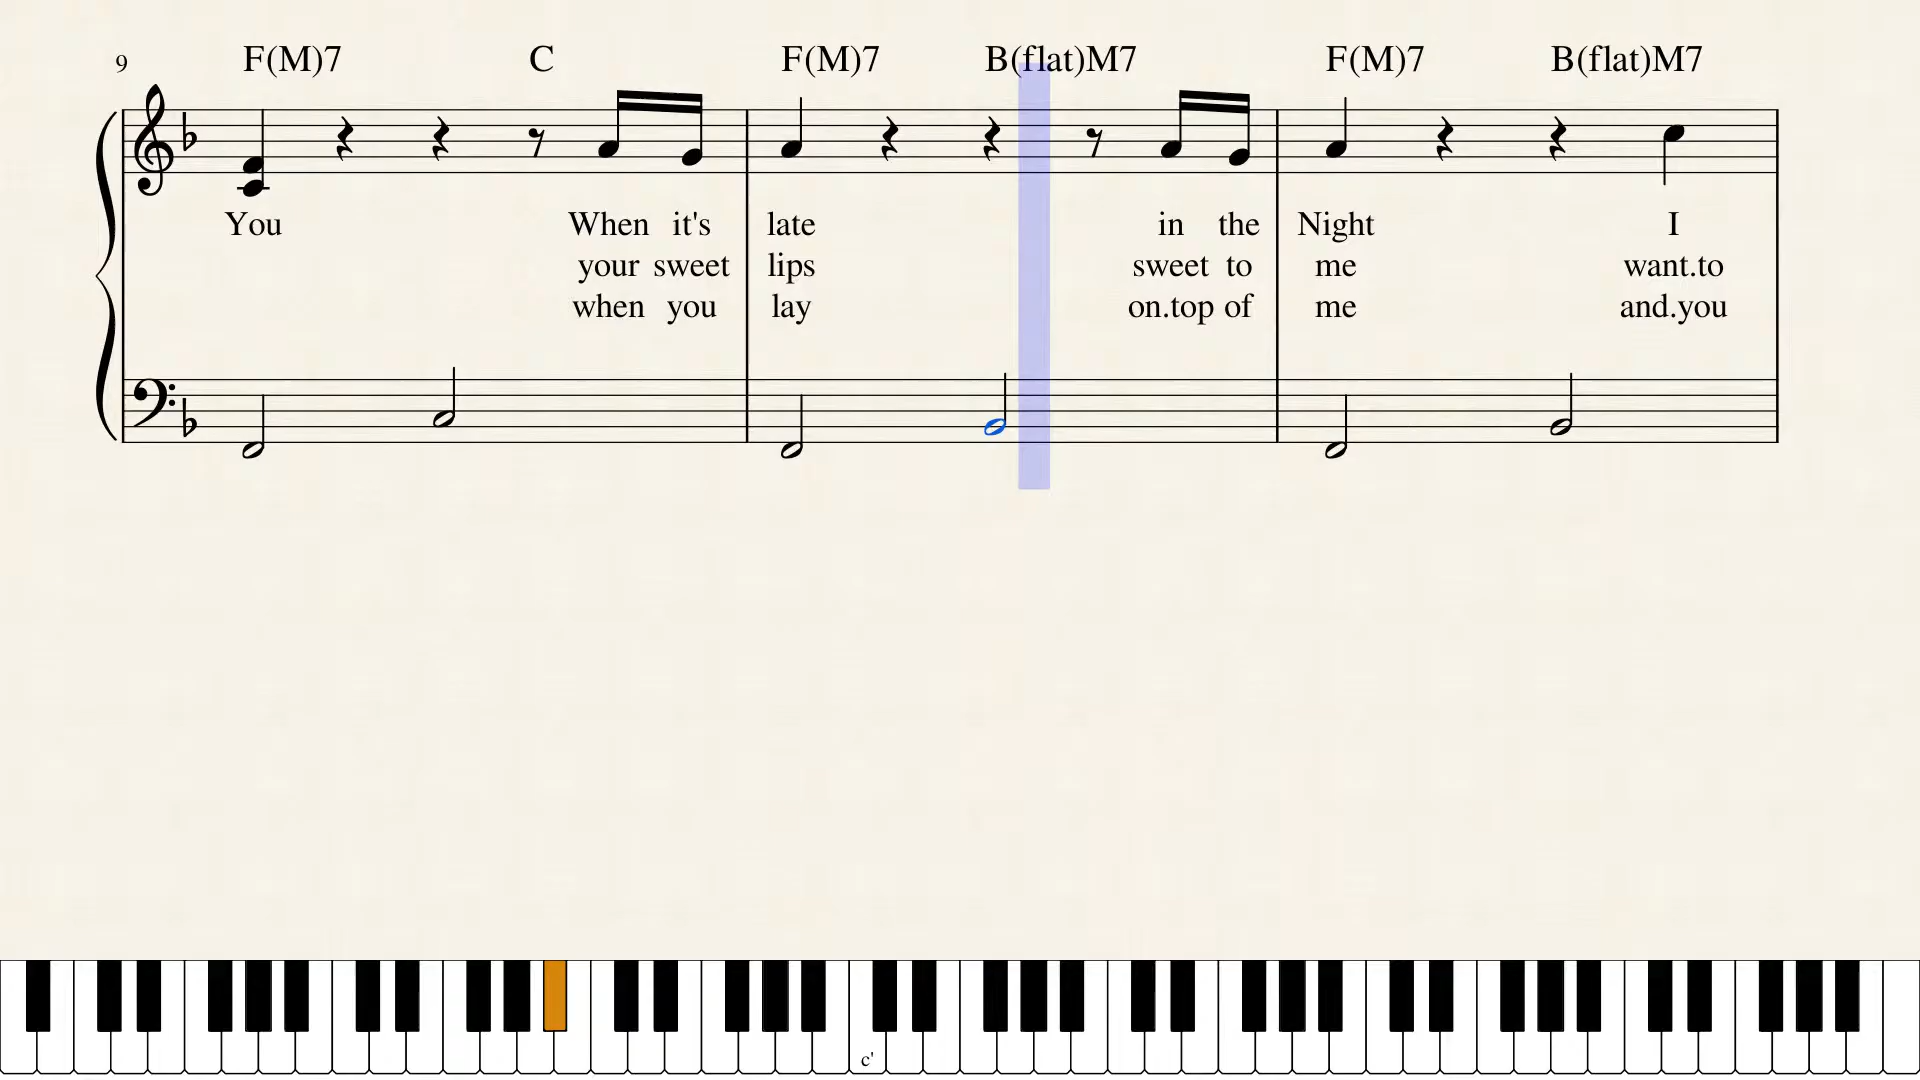 9 F(M)7 C F(M)7 B(flat)M7 F(M)7 B(flat)M7
You When it's late in the Night I
your sweet lips sweet to me want.to
when you lay on.top of me and.you
c'